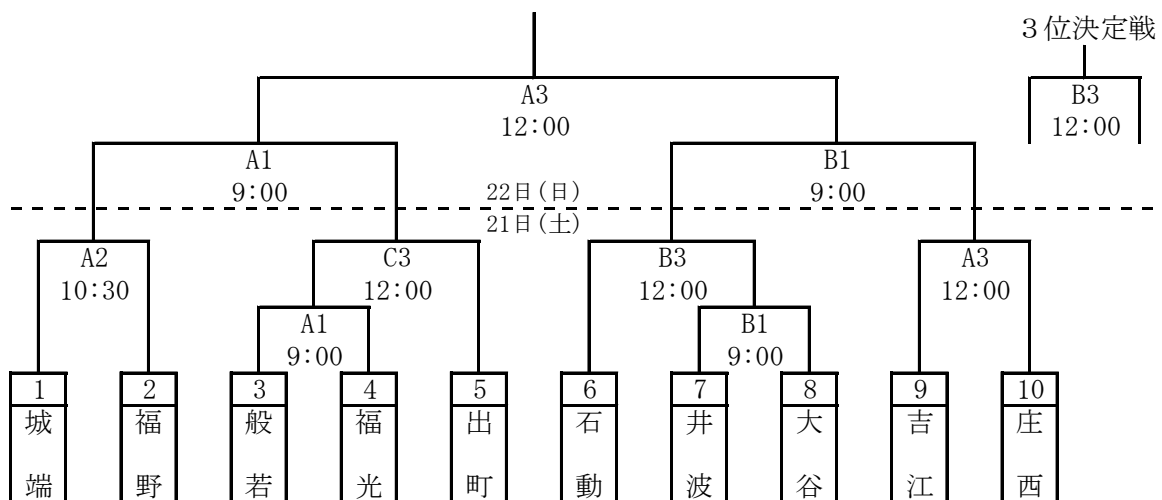 ３位決定戦
A3
12:00
B3
12:00
A1
9:00
B1
9:00
22日(日)
21日(土)
A2
10:30
C3
12:00
B3
12:00
A3
12:00
A1
9:00
B1
9:00
1
2
3
4
5
6
7
8
9
10
城端
福野
般若
福光
出町
石動
井波
大谷
吉江
庄西